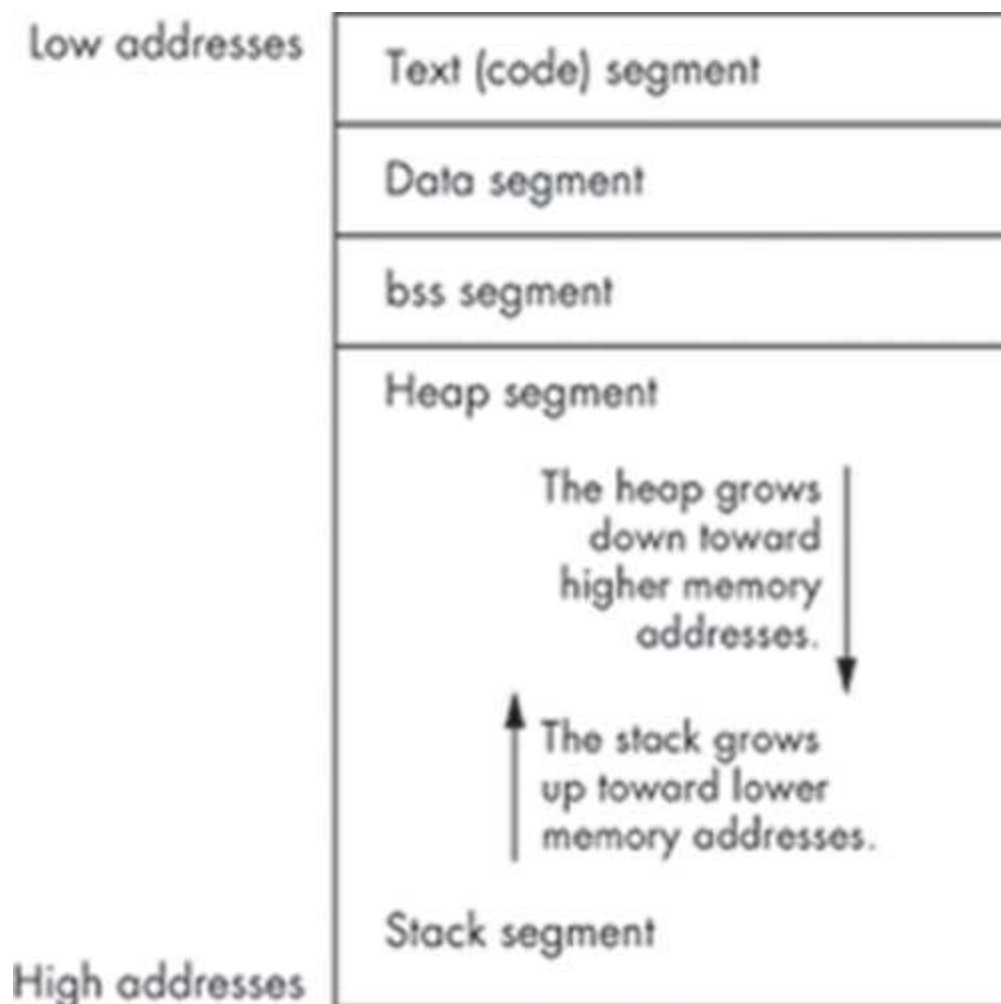 Low addresses
Text (code) segment
Data segment
bss segment
Heap segment
The heap grows
down toward
higher memory
addresses.
The stack grows
up toward lower
memory addresses.
Stack segment
High addresses